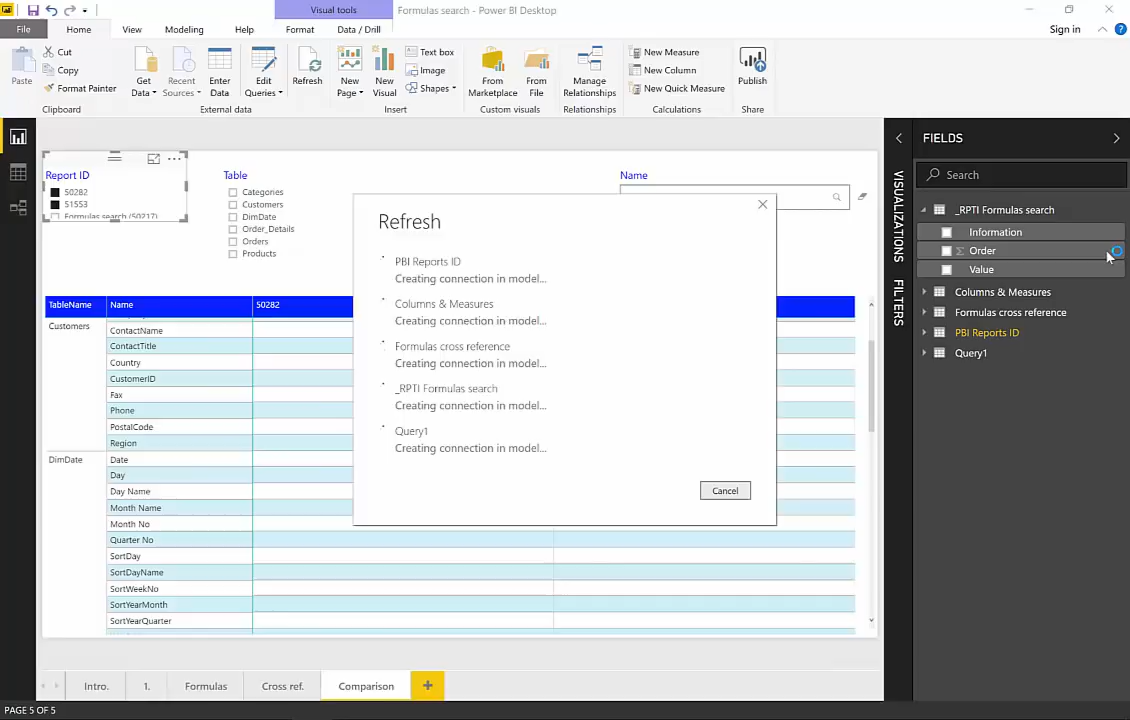 Visual tools
Formulas search - Power BI Desktop
File
Home
View
Modeling
Help
Format
Data / Drill
Sign in
Paste
Cut
Copy
Format Painter
Clipboard
Get Data
Recent Sources
Enter Data
Edit Queries
External data
Refresh
New Page
New Visual
Text box
Image
Shapes
Insert
From Marketplace
From File
Custom visuals
Manage Relationships
Relationships
New Measure
New Column
New Quick Measure
Calculations
Publish
Share
Report ID
50282
51553
Formulas search (50217)
Table
Categories
Customers
DimDate
Order_Details
Orders
Products
Name
TableName
Name
50282
Customers
ContactName
ContactTitle
Country
CustomerID
Fax
Phone
PostalCode
Region
DimDate
Date
Day
Day Name
Month Name
Month No
Quarter No
SortDay
SortDayName
SortWeekNo
SortYearMonth
SortYearQuarter
Refresh
PBI Reports ID
Creating connection in model...
Columns & Measures
Creating connection in model...
Formulas cross reference
Creating connection in model...
_RPTI Formulas search
Creating connection in model...
Query1
Creating connection in model...
Cancel
VISUALIZATIONS
FILTERS
FIELDS
Search
_RPTI Formulas search
Information
Σ Order
Value
Columns & Measures
Formulas cross reference
PBI Reports ID
Query1
Intro.
1.
Formulas
Cross ref.
Comparison
PAGE 5 OF 5